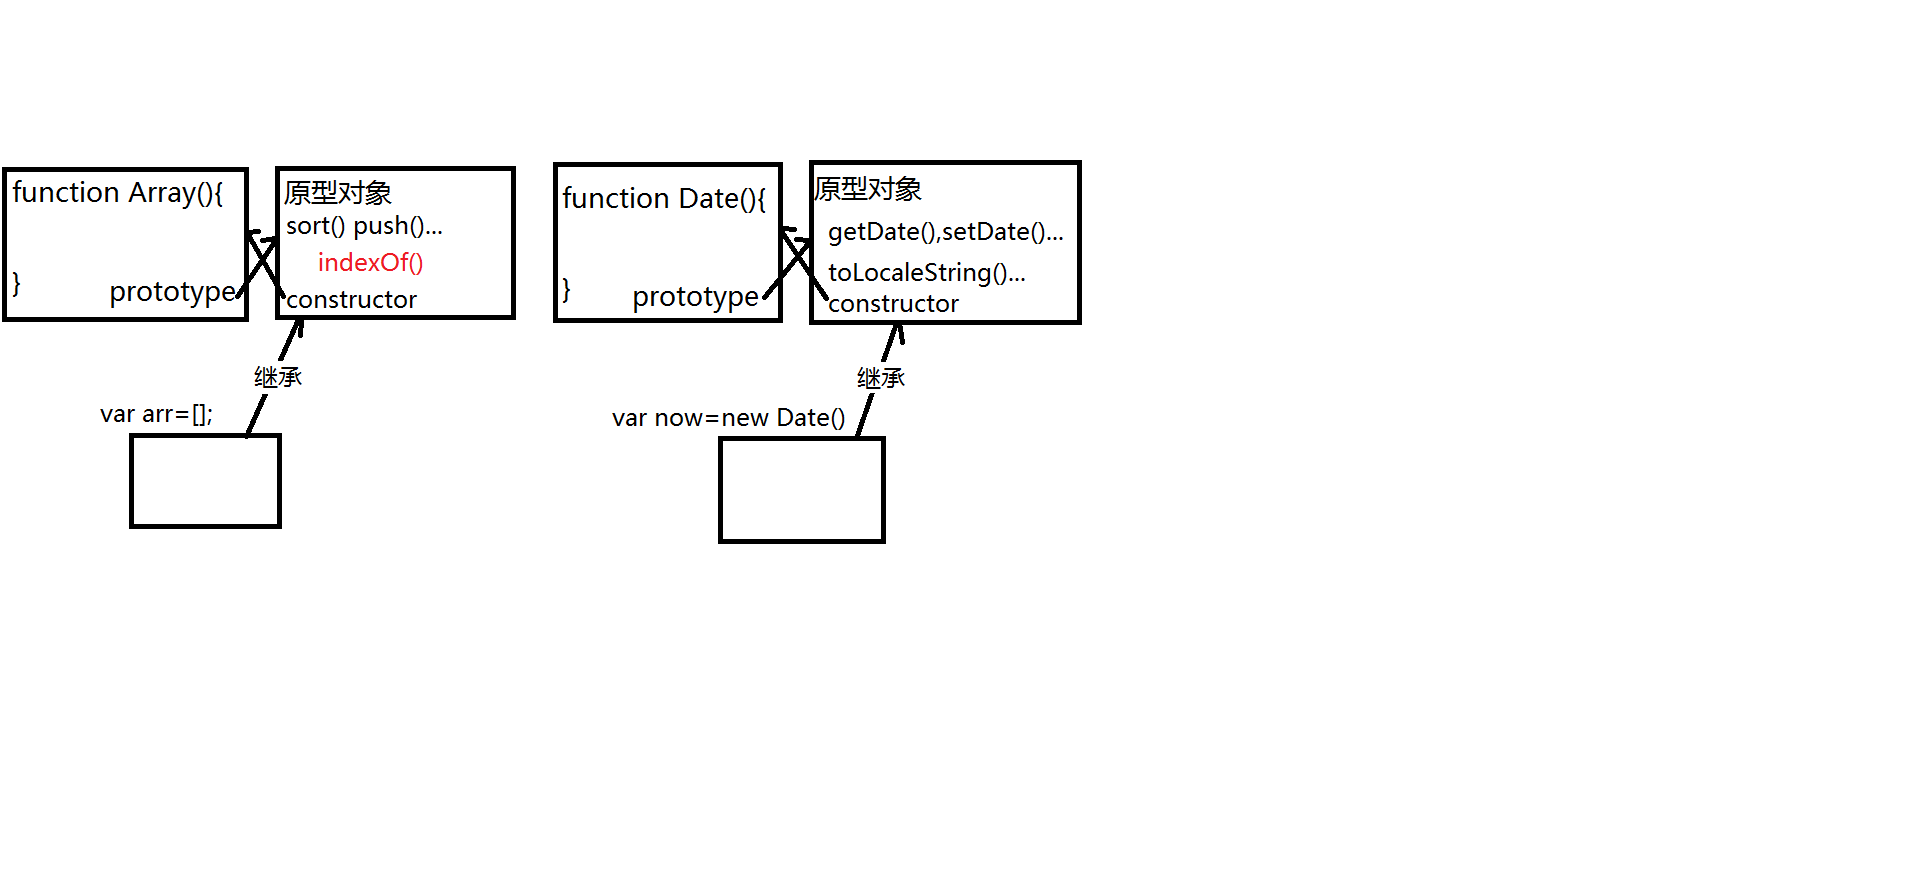 function Array(){
}
prototype
原型对象
sort() push()...
indexOf()
constructor
继承
var arr=[];
function Date(){
}
prototype
原型对象
getDate(),setDate()...
toLocaleString()...
constructor
继承
var now=new Date()